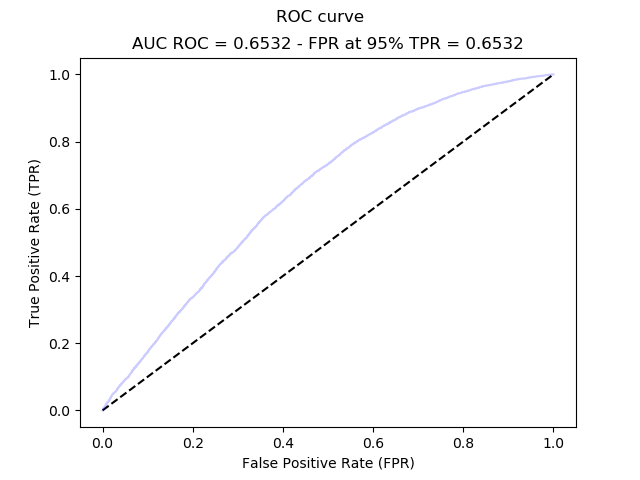 ROC curve
AUC ROC = 0.6532 - FPR at 95% TPR = 0.6532
1.0
0.8
0.6
0.4
0.2
0.0
True Positive Rate (TPR)
0.0 0.2 0.4 0.6 0.8 1.0
False Positive Rate (FPR)